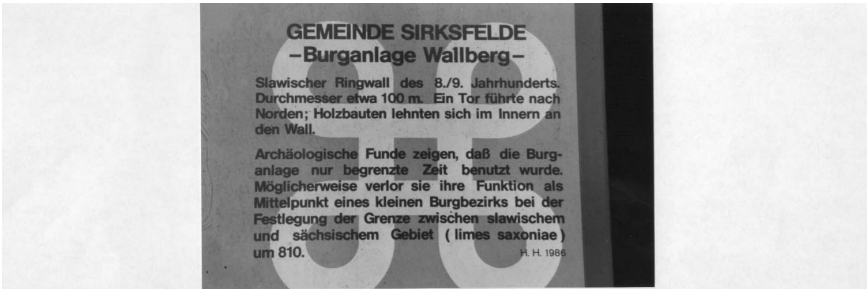 GEMEINDE SIRKSFELDE
–Burganlage Wallberg–
Slawischer Ringwall des 8./9. Jahrhunderts.
Durchmesser etwa 100 m. Ein Tor führte nach
Norden; Holzbauten lehnten sich im Innern an
den Wall.
Archäologische Funde zeigen, daß die Burg-
anlage nur begrenzte Zeit benutzt wurde.
Möglicherweise verlor sie ihre Funktion als
Mittelpunkt eines kleinen Burgbezirks bei der
Festlegung der Grenze zwischen slawischem
und sächsischem Gebiet (limes saxoniae)
um 810.
H. H. 1986